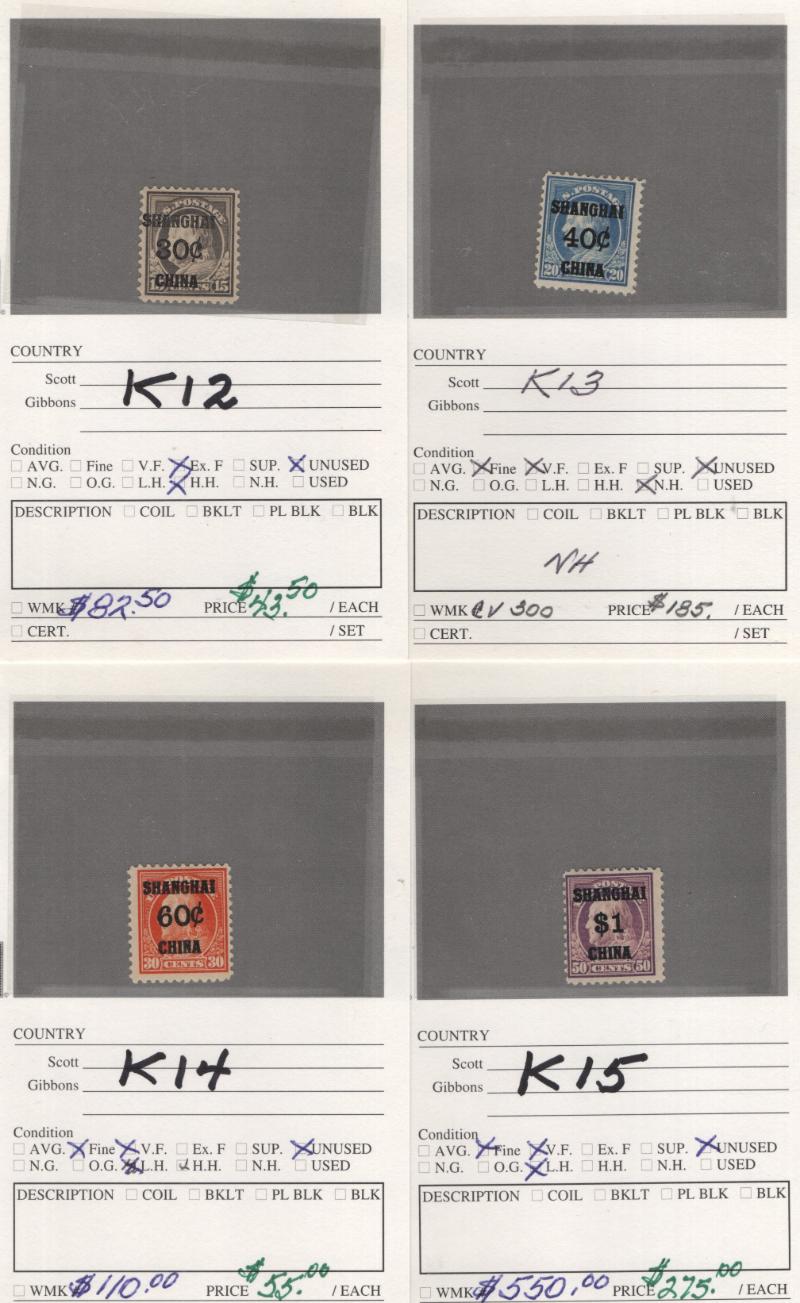 U.S. POSTAGE
SHANGHAI
30¢
CHINA
15 CENTS 15
COUNTRY
Scott K12
Gibbons
Condition
AVG. Fine V.F. X Ex. F SUP. X UNUSED
N.G. O.G. L.H. X H.H. N.H. USED
DESCRIPTION COIL BKLT PL BLK BLK
WMK # $82.50 PRICE $43.50 / EACH
CERT. / SET
U.S. POSTAGE
SHANGHAI
40¢
CHINA
20 20
COUNTRY
Scott K13
Gibbons
Condition
AVG. X Fine X V.F. Ex. F SUP. X UNUSED
N.G. O.G. L.H. H.H. X N.H. USED
DESCRIPTION COIL BKLT PL BLK BLK
NH
WMK CV 300 PRICE $185. / EACH
CERT. / SET
SHANGHAI
60¢
CHINA
30 CENTS 30
COUNTRY
Scott K14
Gibbons
Condition
AVG. X Fine X V.F. Ex. F SUP. X UNUSED
N.G. O.G. L.H. H.H. N.H. USED
DESCRIPTION COIL BKLT PL BLK BLK
WMK # $110.00 PRICE $55.00 / EACH
SHANGHAI
$1
CHINA
50 CENTS 50
COUNTRY
Scott K15
Gibbons
Condition
AVG. X Fine X V.F. Ex. F SUP. X UNUSED
N.G. O.G. X L.H. H.H. N.H. USED
DESCRIPTION COIL BKLT PL BLK BLK
WMK # $550.00 PRICE $275.00 / EACH